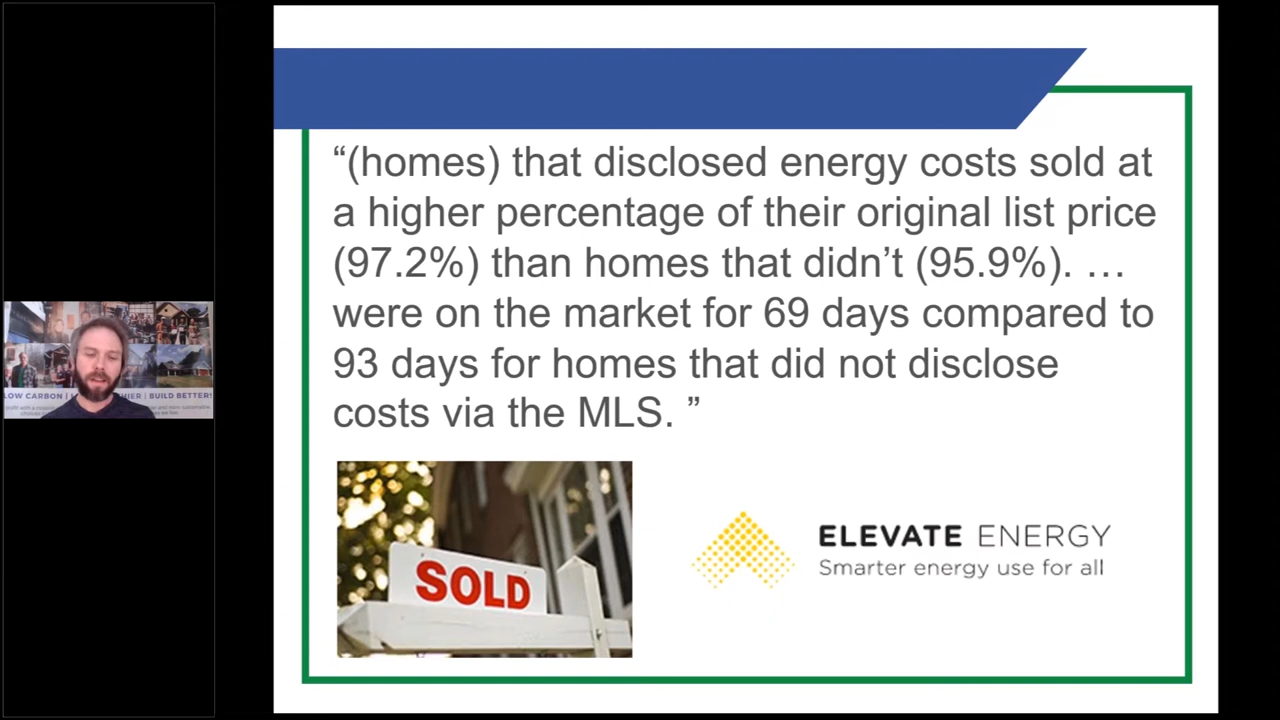 “(homes) that disclosed energy costs sold at
a higher percentage of their original list price
(97.2%) than homes that didn’t (95.9%). …
were on the market for 69 days compared to
93 days for homes that did not disclose
costs via the MLS. ”
LOW CARBON | BUILD BETTER!
SOLD
ELEVATE ENERGY
Smarter energy use for all